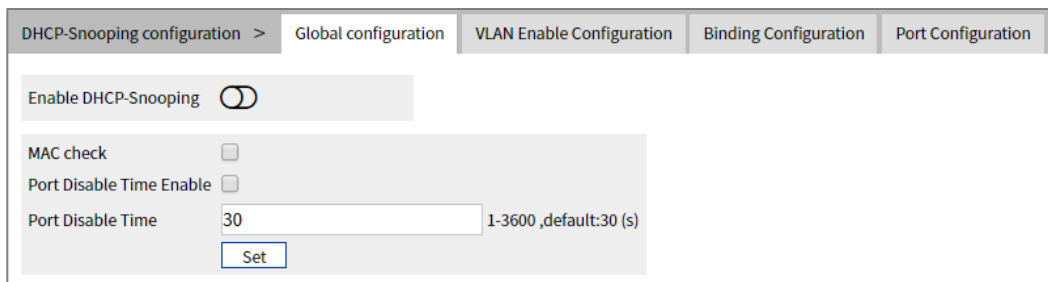 DHCP-Snooping configuration > Global configuration VLAN Enable Configuration Binding Configuration Port Configuration
Enable DHCP-Snooping
MAC check
Port Disable Time Enable
Port Disable Time 30 1-3600 ,default:30 (s)
Set